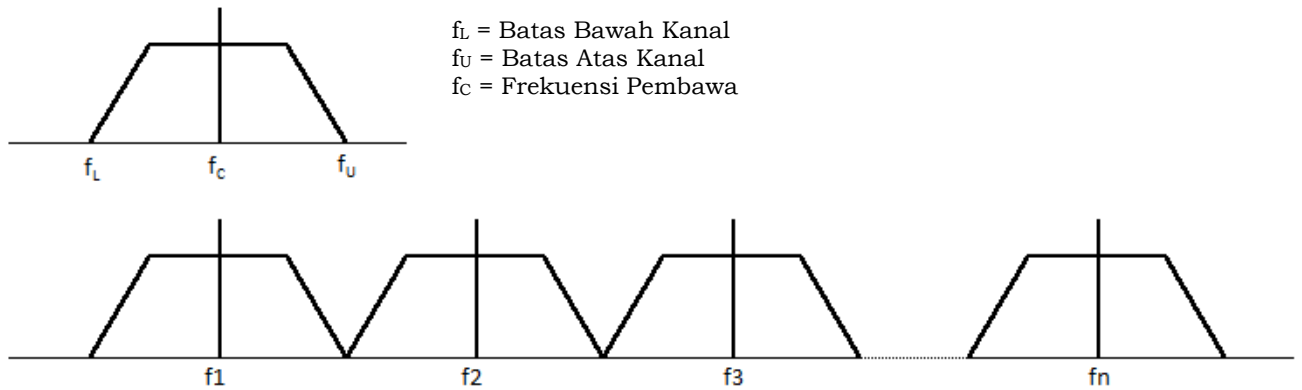 fL = Batas Bawah Kanal
fU = Batas Atas Kanal
fC = Frekuensi Pembawa
fL fC fU
f1 f2 f3 fn